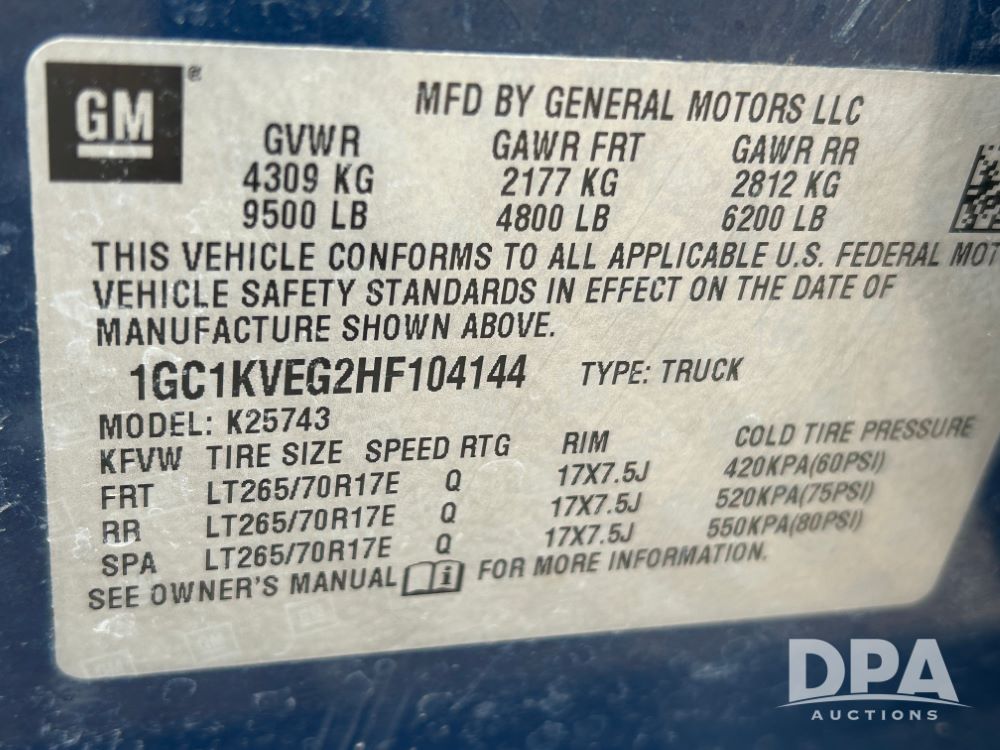 GM ®
MFD BY GENERAL MOTORS LLC
GVWR GAWR FRT GAWR RR
4309 KG 2177 KG 2812 KG
9500 LB 4800 LB 6200 LB
THIS VEHICLE CONFORMS TO ALL APPLICABLE U.S. FEDERAL MOT
VEHICLE SAFETY STANDARDS IN EFFECT ON THE DATE OF
MANUFACTURE SHOWN ABOVE.
1GC1KVEG2HF104144 TYPE: TRUCK
MODEL: K25743
KFVW TIRE SIZE SPEED RTG RIM COLD TIRE PRESSURE
FRT LT265/70R17E Q 17X7.5J 420KPA(60PSI)
RR LT265/70R17E Q 17X7.5J 520KPA(75PSI)
SPA LT265/70R17E Q 17X7.5J 550KPA(80PSI)
SEE OWNER'S MANUAL i FOR MORE INFORMATION.
DPA
AUCTIONS